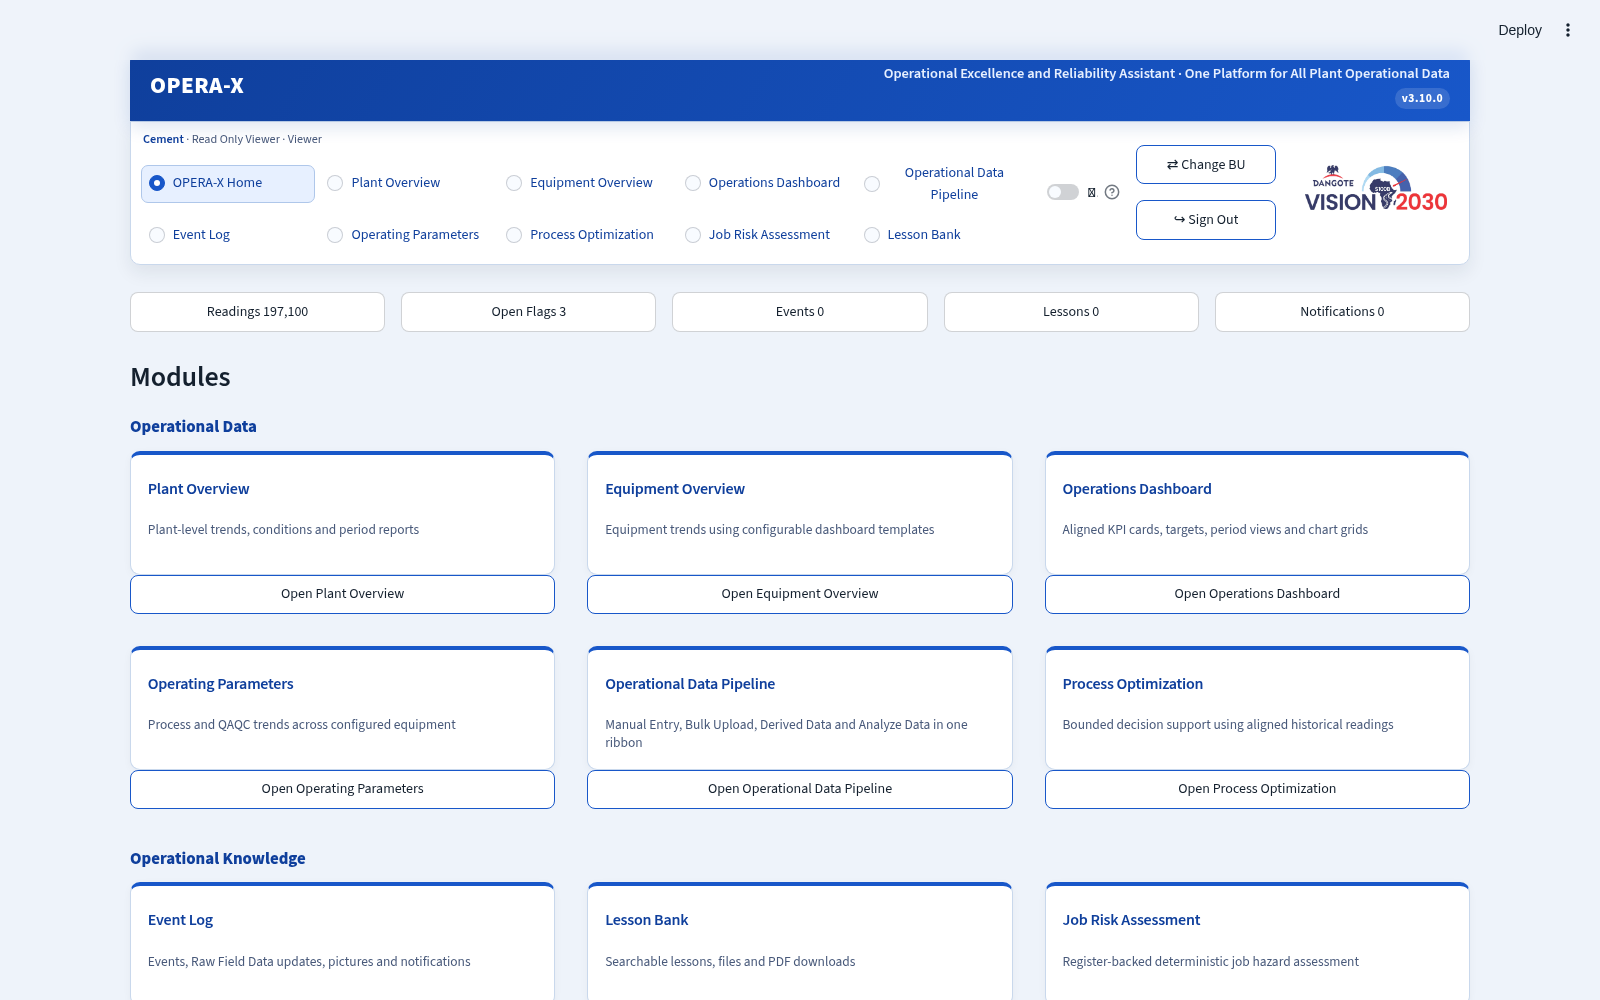 Deploy
OPERA-X
Operational Excellence and Reliability Assistant · One Platform for All Plant Operational Data
v3.10.0
Cement · Read Only Viewer · Viewer
OPERA-X Home
Plant Overview
Equipment Overview
Operations Dashboard
Operational Data
Pipeline
Event Log
Operating Parameters
Process Optimization
Job Risk Assessment
Lesson Bank
⇄ Change BU
↪ Sign Out
DANGOTE
VISION 2030
Readings 197,100
Open Flags 3
Events 0
Lessons 0
Notifications 0
Modules
Operational Data
Plant Overview
Plant-level trends, conditions and period reports
Open Plant Overview
Equipment Overview
Equipment trends using configurable dashboard templates
Open Equipment Overview
Operations Dashboard
Aligned KPI cards, targets, period views and chart grids
Open Operations Dashboard
Operating Parameters
Process and QAQC trends across configured equipment
Open Operating Parameters
Operational Data Pipeline
Manual Entry, Bulk Upload, Derived Data and Analyze Data in one
ribbon
Open Operational Data Pipeline
Process Optimization
Bounded decision support using aligned historical readings
Open Process Optimization
Operational Knowledge
Event Log
Events, Raw Field Data updates, pictures and notifications
Lesson Bank
Searchable lessons, files and PDF downloads
Job Risk Assessment
Register-backed deterministic job hazard assessment